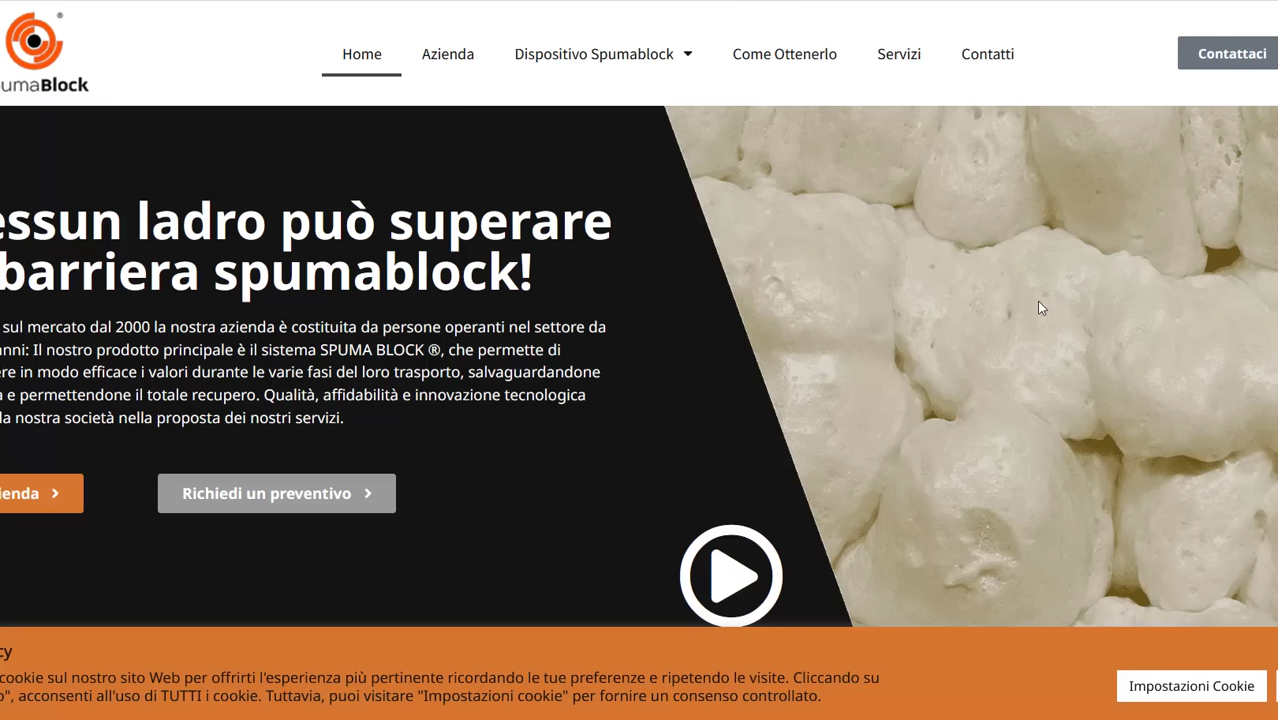 ®
umaBlock
Home
Azienda
Dispositivo Spumablock
Come Ottenerlo
Servizi
Contatti
Contattaci
essun ladro può superare
barriera spumablock!
sul mercato dal 2000 la nostra azienda è costituita da persone operanti nel settore da
anni: Il nostro prodotto principale è il sistema SPUMA BLOCK ®, che permette di
re in modo efficace i valori durante le varie fasi del loro trasporto, salvaguardandone
e permettendone il totale recupero. Qualità, affidabilità e innovazione tecnologica
la nostra società nella proposta dei nostri servizi.
ienda
Richiedi un preventivo
cy
cookie sul nostro sito Web per offrirti l'esperienza più pertinente ricordando le tue preferenze e ripetendo le visite. Cliccando su
", acconsenti all'uso di TUTTI i cookie. Tuttavia, puoi visitare "Impostazioni cookie" per fornire un consenso controllato.
Impostazioni Cookie